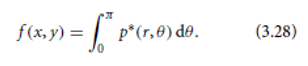 f(x, y) = ∫₀^π p*(r, θ) dθ. (3.28)